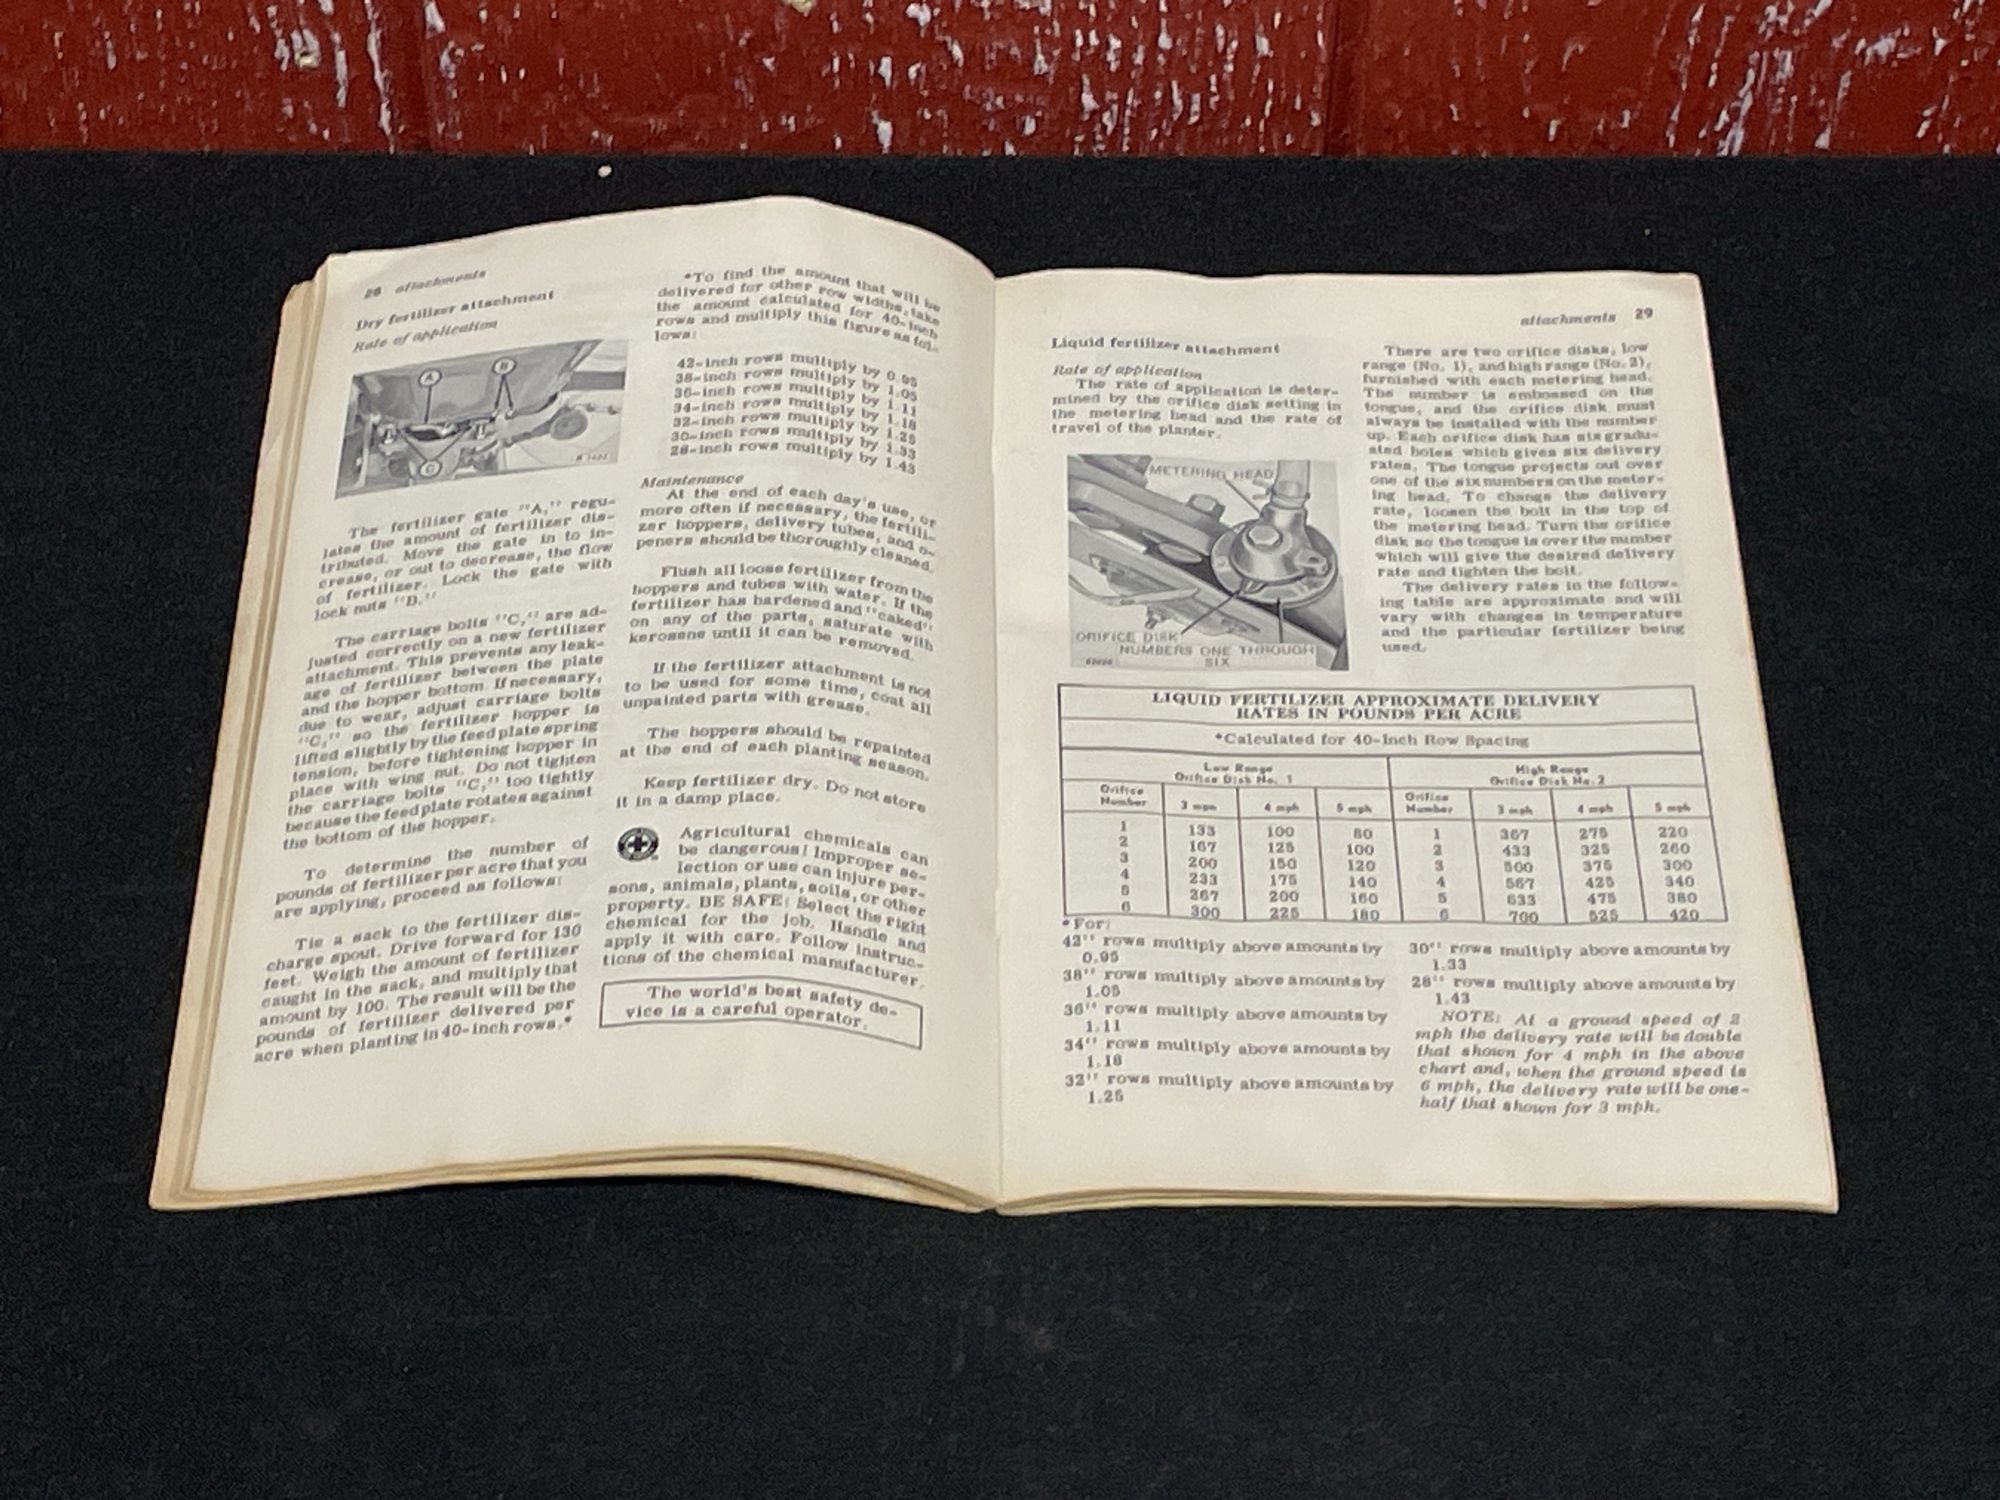 28 attachments
Dry fertilizer attachment
Rate of application
A
B
C
The fertilizer gate "A," regu-
lates the amount of fertilizer dis-
tributed. Move the gate in to in-
crease, or out to decrease, the flow
of fertilizer. Lock the gate with
lock nuts "B."
The carriage bolts "C," are ad-
justed correctly on a new fertilizer
attachment. This prevents any leak-
age of fertilizer between the plate
and the hopper bottom. If necessary,
due to wear, adjust carriage bolts
"C," so the fertilizer hopper is
lifted slightly by the feed plate spring
tension, before tightening hopper in
place with wing nut. Do not tighten
the carriage bolts "C," too tightly
because the feed plate rotates against
the bottom of the hopper.
To determine the number of
pounds of fertilizer per acre that you
are applying, proceed as follows:
Tie a sack to the fertilizer dis-
charge spout. Drive forward for 130
feet. Weigh the amount of fertilizer
caught in the sack, and multiply that
amount by 100. The result will be the
pounds of fertilizer delivered per
acre when planting in 40-inch rows.*
*To find the amount that will be
delivered for other row widths, take
the amount calculated for 40-inch
rows and multiply this figure as fol-
lows:
42-inch rows multiply by 0.95
38-inch rows multiply by 1.05
36-inch rows multiply by 1.11
34-inch rows multiply by 1.18
32-inch rows multiply by 1.25
30-inch rows multiply by 1.33
28-inch rows multiply by 1.43
Maintenance
At the end of each day's use, or
more often if necessary, the fertili-
zer hoppers, delivery tubes, and o-
peners should be thoroughly cleaned.
Flush all loose fertilizer from the
hoppers and tubes with water. If the
fertilizer has hardened and "caked"
on any of the parts, saturate with
kerosene until it can be removed.
If the fertilizer attachment is not
to be used for some time, coat all
unpainted parts with grease.
The hoppers should be repainted
at the end of each planting season.
Keep fertilizer dry. Do not store
it in a damp place.
Agricultural chemicals can
be dangerous! Improper se-
lection or use can injure per-
sons, animals, plants, soils, or other
property. BE SAFE: Select the right
chemical for the job. Handle and
apply it with care. Follow instruc-
tions of the chemical manufacturer.
The world's best safety de-
vice is a careful operator.
attachments 29
Liquid fertilizer attachment
Rate of application
The rate of application is deter-
mined by the orifice disk setting in
the metering head and the rate of
travel of the planter.
METERING HEAD
ORIFICE DISK
NUMBERS ONE THROUGH
SIX
There are two orifice disks, low
range (No. 1), and high range (No. 2),
furnished with each metering head.
The number is embossed on the
tongue, and the orifice disk must
always be installed with the number
up. Each orifice disk has six gradu-
ated holes which gives six delivery
rates. The tongue projects out over
one of the six numbers on the meter-
ing head. To change the delivery
rate, loosen the bolt in the top of
the metering head. Turn the orifice
disk so the tongue is over the number
which will give the desired delivery
rate and tighten the bolt.
The delivery rates in the follow-
ing table are approximate and will
vary with changes in temperature
and the particular fertilizer being
used.
LIQUID FERTILIZER APPROXIMATE DELIVERY
RATES IN POUNDS PER ACRE
*Calculated for 40-Inch Row Spacing
Low Range High Range
Orifice Disk No. 1 Orifice Disk No. 2
Orifice Number 3 mph 4 mph 5 mph Orifice Number 3 mph 4 mph 5 mph
1 133 100 80 1 367 275 220
2 167 125 100 2 433 325 260
3 200 150 120 3 500 375 300
4 233 175 140 4 567 425 340
5 267 200 160 5 633 475 380
6 300 225 180 6 700 525 420
*For:
42" rows multiply above amounts by
0.95
38" rows multiply above amounts by
1.05
36" rows multiply above amounts by
1.11
34" rows multiply above amounts by
1.18
32" rows multiply above amounts by
1.25
30" rows multiply above amounts by
1.33
28" rows multiply above amounts by
1.43
NOTE: At a ground speed of 2
mph the delivery rate will be double
that shown for 4 mph in the above
chart and, when the ground speed is
6 mph, the delivery rate will be one-
half that shown for 3 mph.